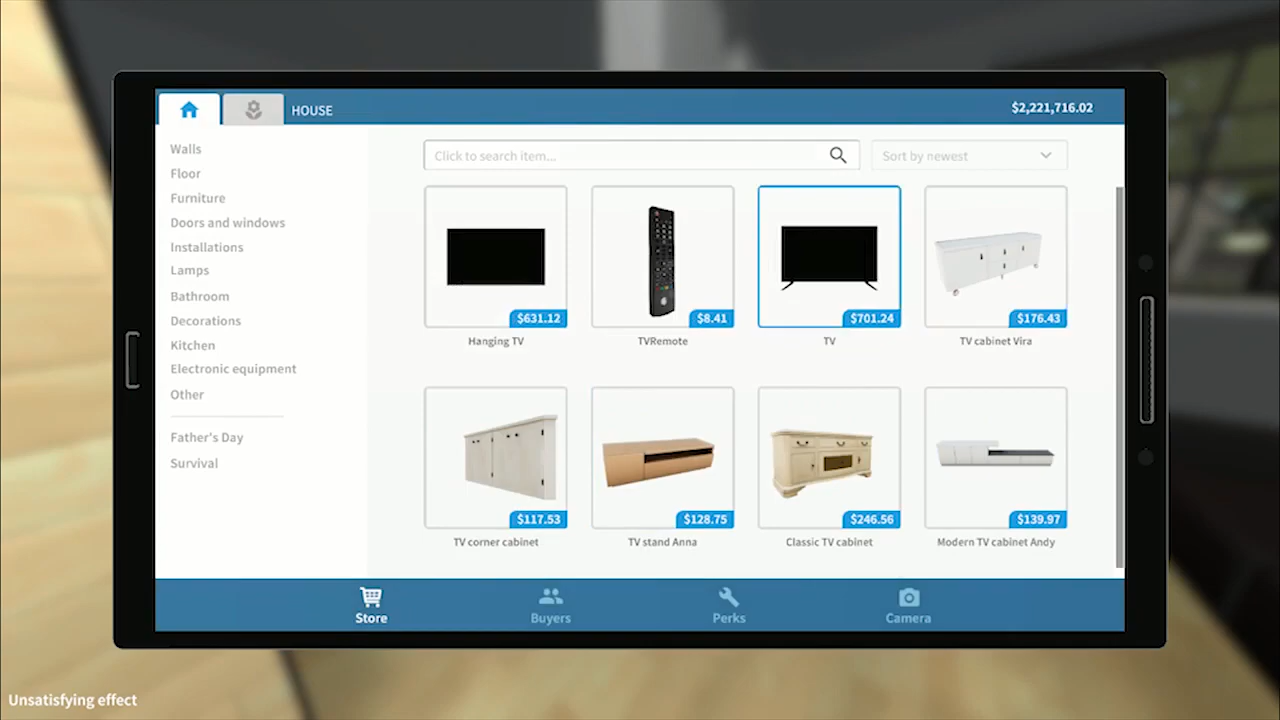 HOUSE
$2,221,716.02
Walls
Floor
Furniture
Doors and windows
Installations
Lamps
Bathroom
Decorations
Kitchen
Electronic equipment
Other
Father's Day
Survival
Click to search item...
Sort by newest
$631.12
$8.41
$701.24
$176.43
Hanging TV
TVRemote
TV
TV cabinet Vira
$117.53
$128.75
$246.56
$139.97
TV corner cabinet
TV stand Anna
Classic TV cabinet
Modern TV cabinet Andy
Store
Buyers
Perks
Camera
Unsatisfying effect